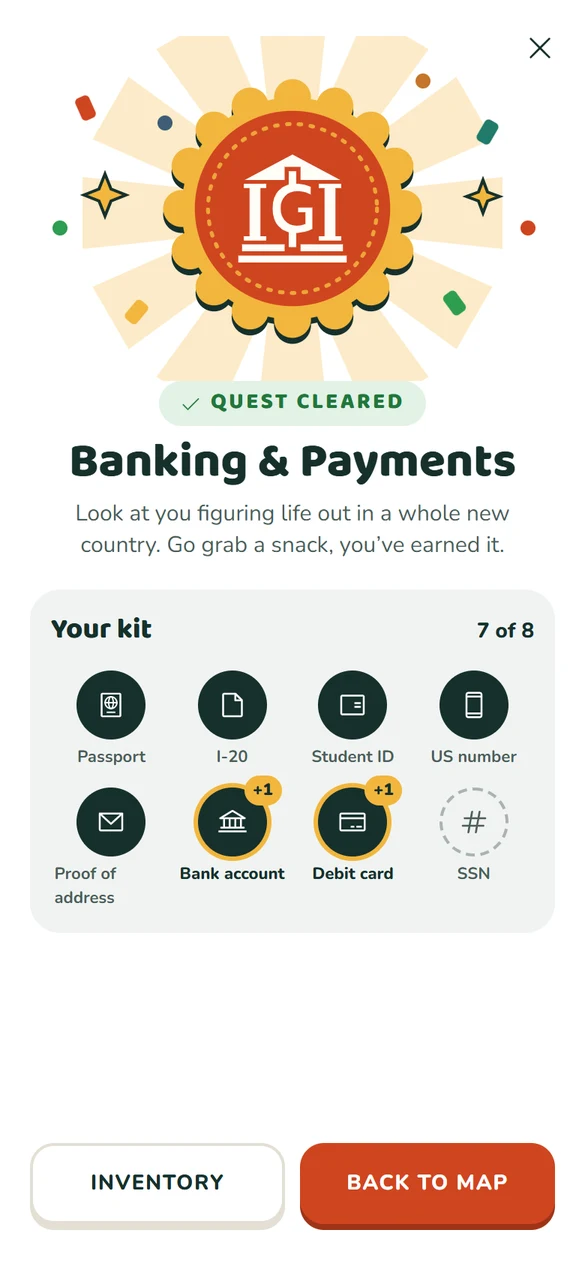 QUEST CLEARED
Banking & Payments
Look at you figuring life out in a whole new
country. Go grab a snack, you’ve earned it.
Your kit
7 of 8
Passport
I-20
Student ID
US number
+1
+1
#
Proof of
address
Bank account
Debit card
SSN
INVENTORY
BACK TO MAP